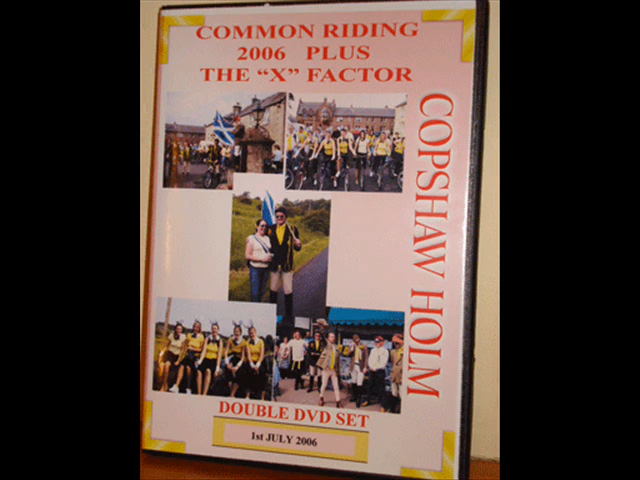 COMMON RIDING
2006 PLUS
THE “X” FACTOR
COPSHAW HOLM
DOUBLE DVD SET
1st JULY 2006